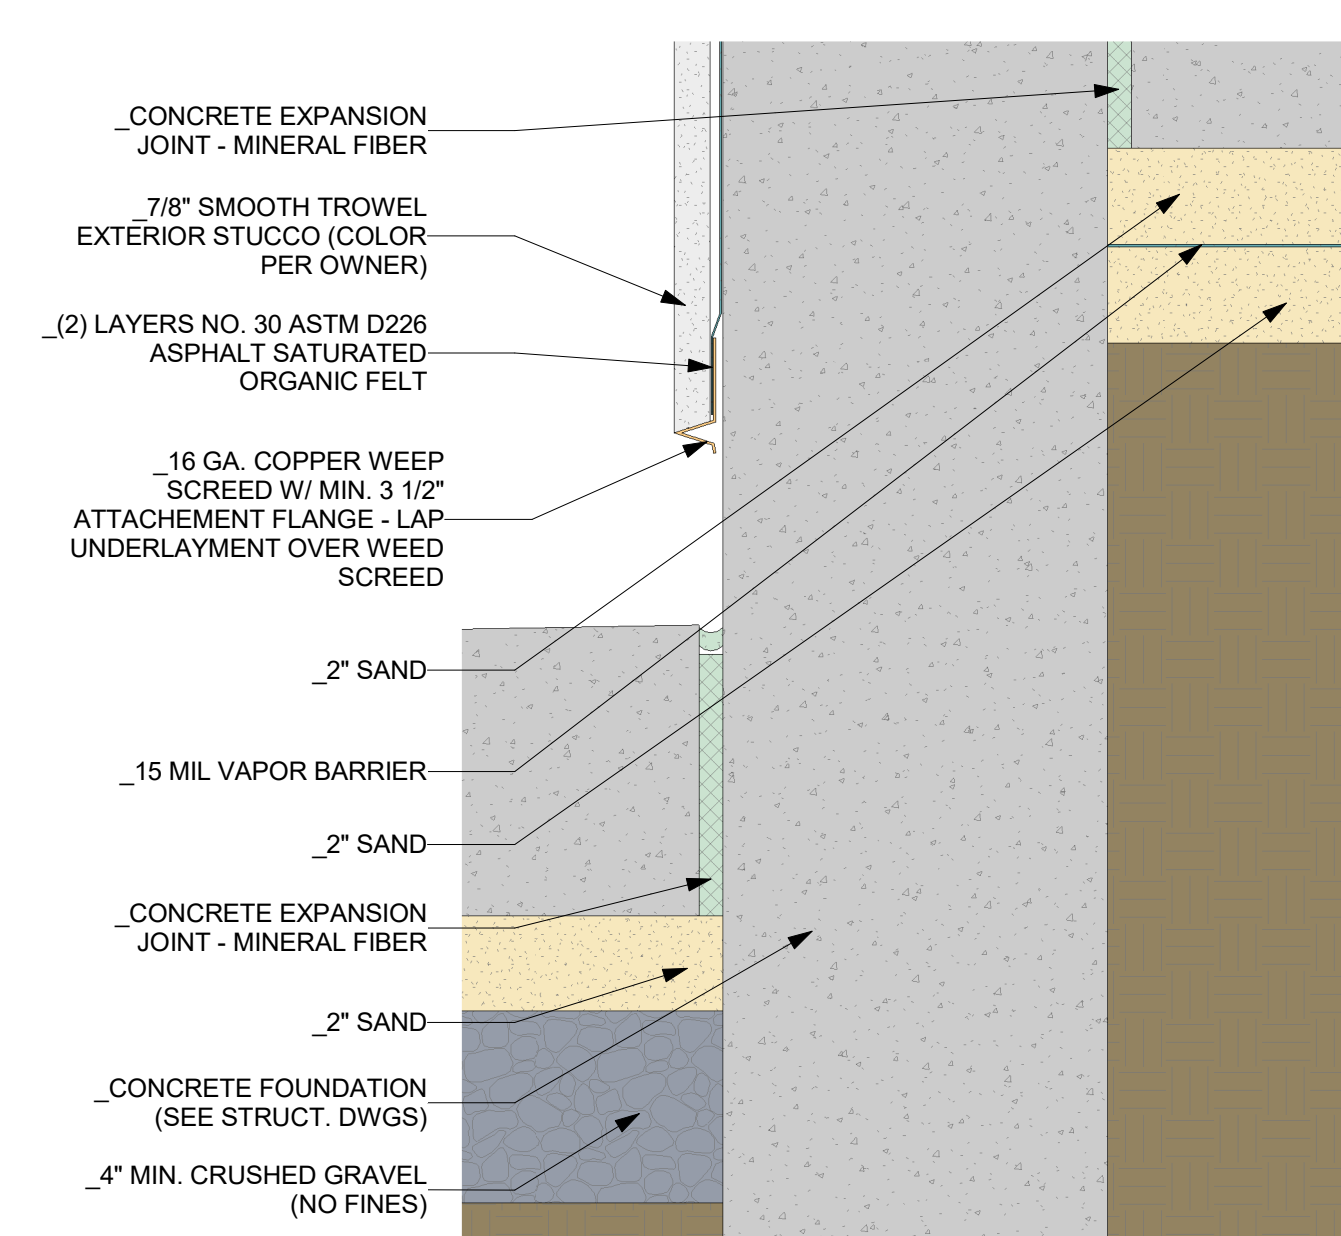 _CONCRETE EXPANSION
JOINT - MINERAL FIBER
_7/8" SMOOTH TROWEL
EXTERIOR STUCCO (COLOR
PER OWNER)
_(2) LAYERS NO. 30 ASTM D226
ASPHALT SATURATED
ORGANIC FELT
_16 GA. COPPER WEEP
SCREED W/ MIN. 3 1/2"
ATTACHEMENT FLANGE - LAP
UNDERLAYMENT OVER WEED
SCREED
_2" SAND
_15 MIL VAPOR BARRIER
_2" SAND
_CONCRETE EXPANSION
JOINT - MINERAL FIBER
_2" SAND
_CONCRETE FOUNDATION
(SEE STRUCT. DWGS)
_4" MIN. CRUSHED GRAVEL
(NO FINES)